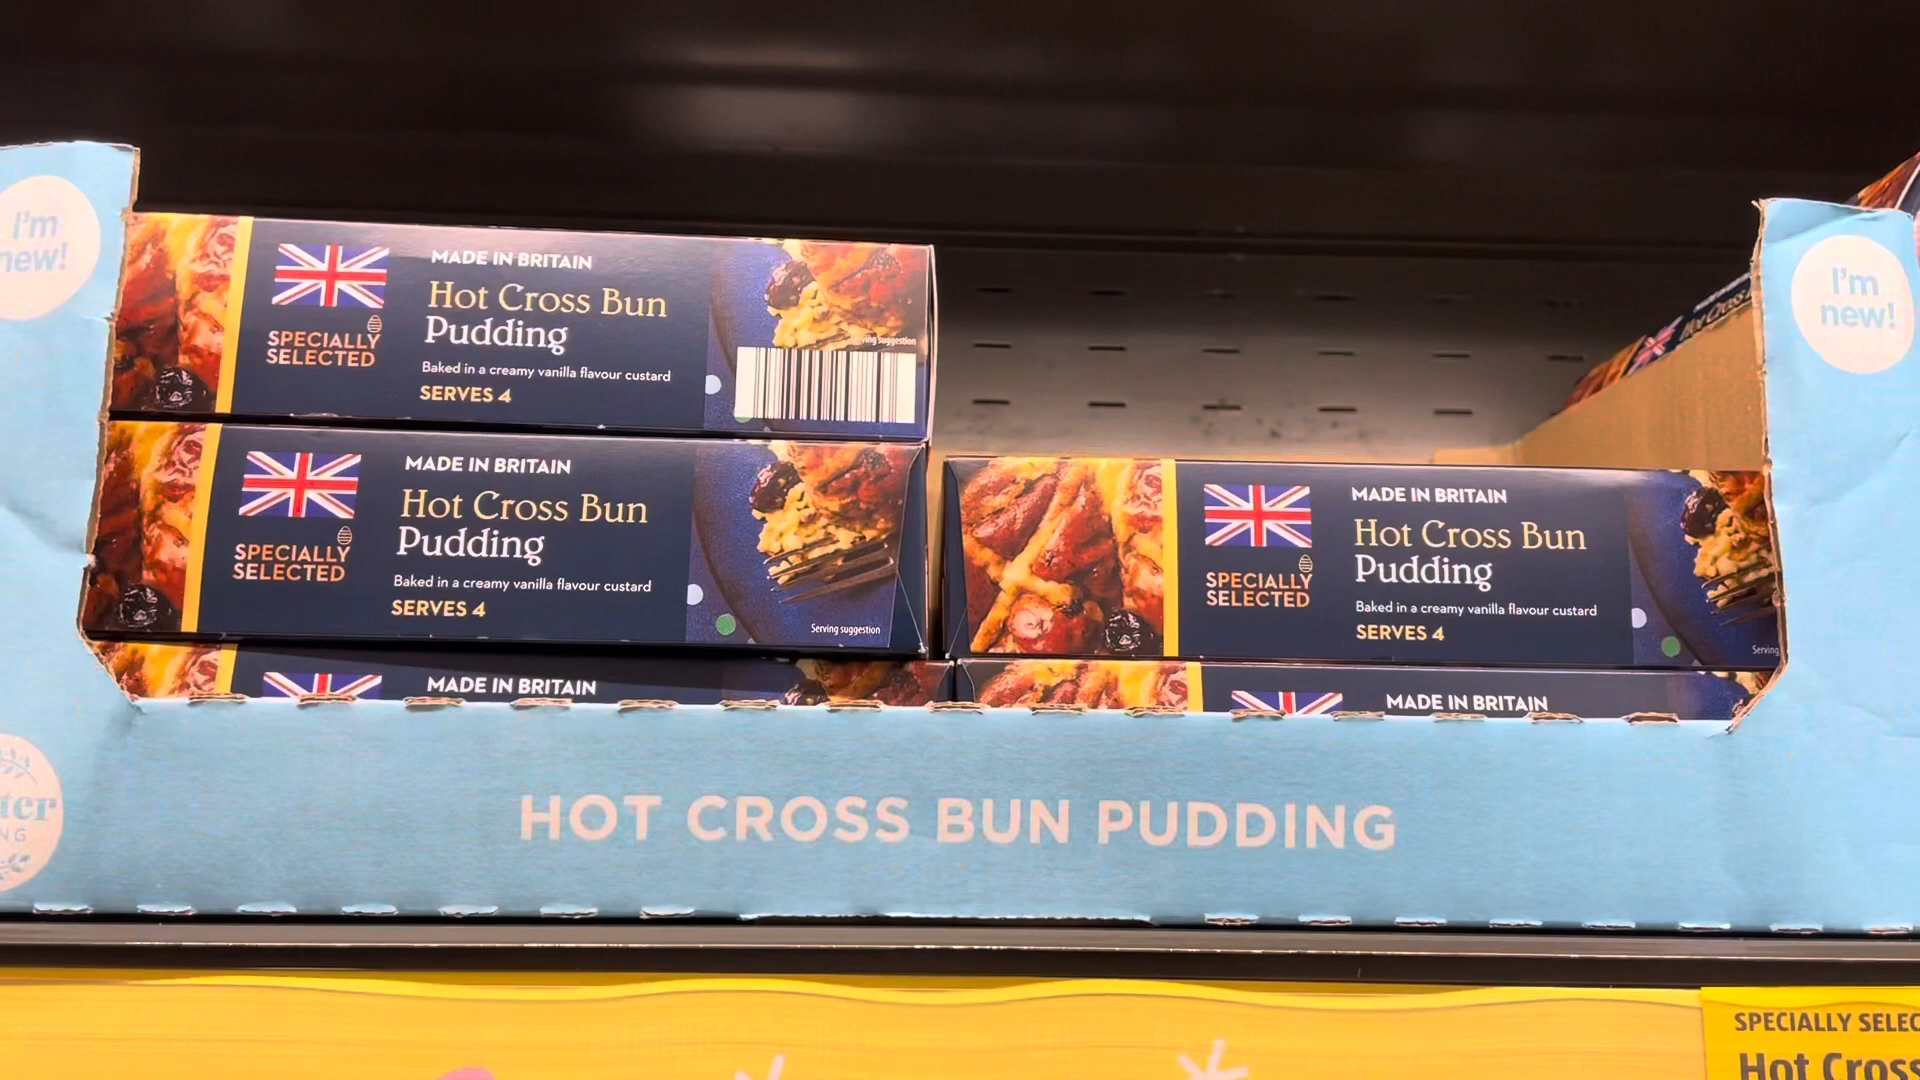 I'm
new!
MADE IN BRITAIN
Hot Cross Bun
Pudding
SPECIALLY
SELECTED
Baked in a creamy vanilla flavour custard
SERVES 4
suggestion
MADE IN BRITAIN
Hot Cross Bun
Pudding
SPECIALLY
SELECTED
Baked in a creamy vanilla flavour custard
SERVES 4
Serving suggestion
MADE IN BRITAIN
I'm
new!
Hot Cross
MADE IN BRITAIN
Hot Cross Bun
Pudding
SPECIALLY
SELECTED
Baked in a creamy vanilla flavour custard
SERVES 4
Serving
MADE IN BRITAIN
HOT CROSS BUN PUDDING
SPECIALLY
Hot Cross